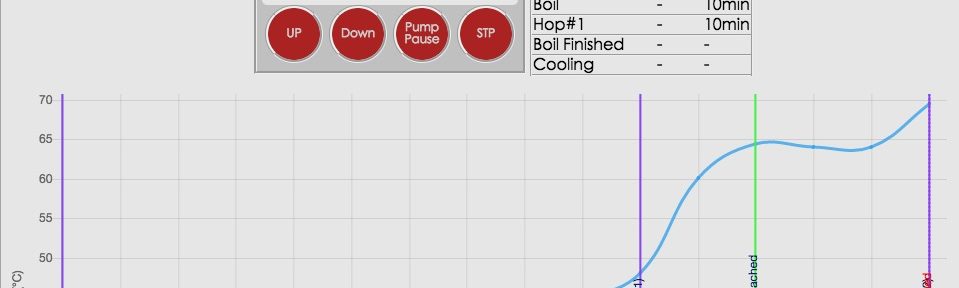 Boil - 10min
UP Down Pump Pause STP
Hop#1 - 10min
Boil Finished - -
Cooling - -
70
65
60
55
50
(°C)
1)
ached